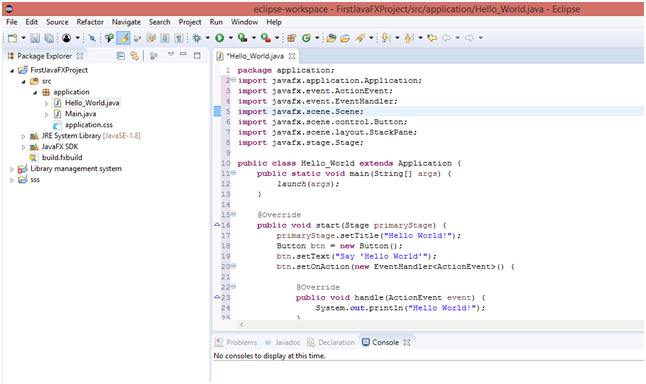 eclipse-workspace - FirstJavaFXProject/src/application/Hello_World.java - Eclipse
File Edit Source Refactor Navigate Search Project Run Window Help
Package Explorer
FirstJavaFXProject
src
application
Hello_World.java
Main.java
application.css
JRE System Library [JavaSE-1.8]
JavaFX SDK
build.fxbuild
Library management system
sss
*Hello_World.java
1 package application;
2 import javafx.application.Application;
3 import javafx.event.ActionEvent;
4 import javafx.event.EventHandler;
5 import javafx.scene.Scene;
6 import javafx.scene.control.Button;
7 import javafx.scene.layout.StackPane;
8 import javafx.stage.Stage;
9
10 public class Hello_World extends Application {
11 public static void main(String[] args) {
12 launch(args);
13 }
14
15 @Override
16 public void start(Stage primaryStage) {
17 primaryStage.setTitle("Hello World!");
18 Button btn = new Button();
19 btn.setText("Say 'Hello World'");
20 btn.setOnAction(new EventHandler<ActionEvent>() {
21
22 @Override
23 public void handle(ActionEvent event) {
24 System.out.println("Hello World!");
25 }
Problems Javadoc Declaration Console
No consoles to display at this time.